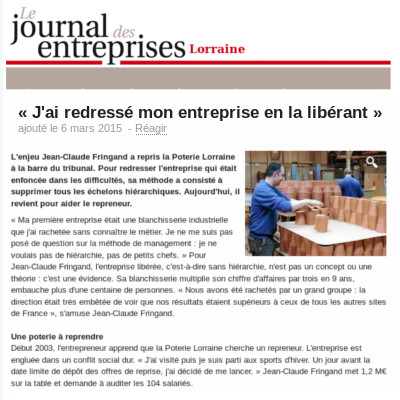 Le
journal des
entreprises Lorraine
« J'ai redressé mon entreprise en la libérant »
ajouté le 6 mars 2015 - Réagir
L'enjeu Jean-Claude Fringand a repris la Poterie Lorraine
à la barre du tribunal. Pour redresser l'entreprise qui était
enfoncée dans les difficultés, sa méthode a consisté à
supprimer tous les échelons hiérarchiques. Aujourd'hui, il
revient pour aider le repreneur.
« Ma première entreprise était une blanchisserie industrielle
que j'ai rachetée sans connaître le métier. Je ne me suis pas
posé de question sur la méthode de management : je ne
voulais pas de hiérarchie, pas de petits chefs. » Pour
Jean-Claude Fringand, l'entreprise libérée, c'est-à-dire sans hiérarchie, n'est pas un concept ou une
théorie : c'est une évidence. Sa blanchisserie multiplie son chiffre d'affaires par trois en 9 ans,
embauche plus d'une centaine de personnes. « Nous avons été rachetés par un grand groupe : la
direction était très embêtée de voir que nos résultats étaient supérieurs à ceux de tous les autres sites
de France », s'amuse Jean-Claude Fringand.
Une poterie à reprendre
Début 2003, l'entrepreneur apprend que la Poterie Lorraine cherche un repreneur. L'entreprise est
engluée dans un conflit social dur. « J'ai visité puis je suis parti aux sports d'hiver. Un jour avant la
date limite de dépôt des offres de reprise, j'ai décidé de me lancer. » Jean-Claude Fringand met 1,2 M€
sur la table et demande à auditer les 104 salariés.